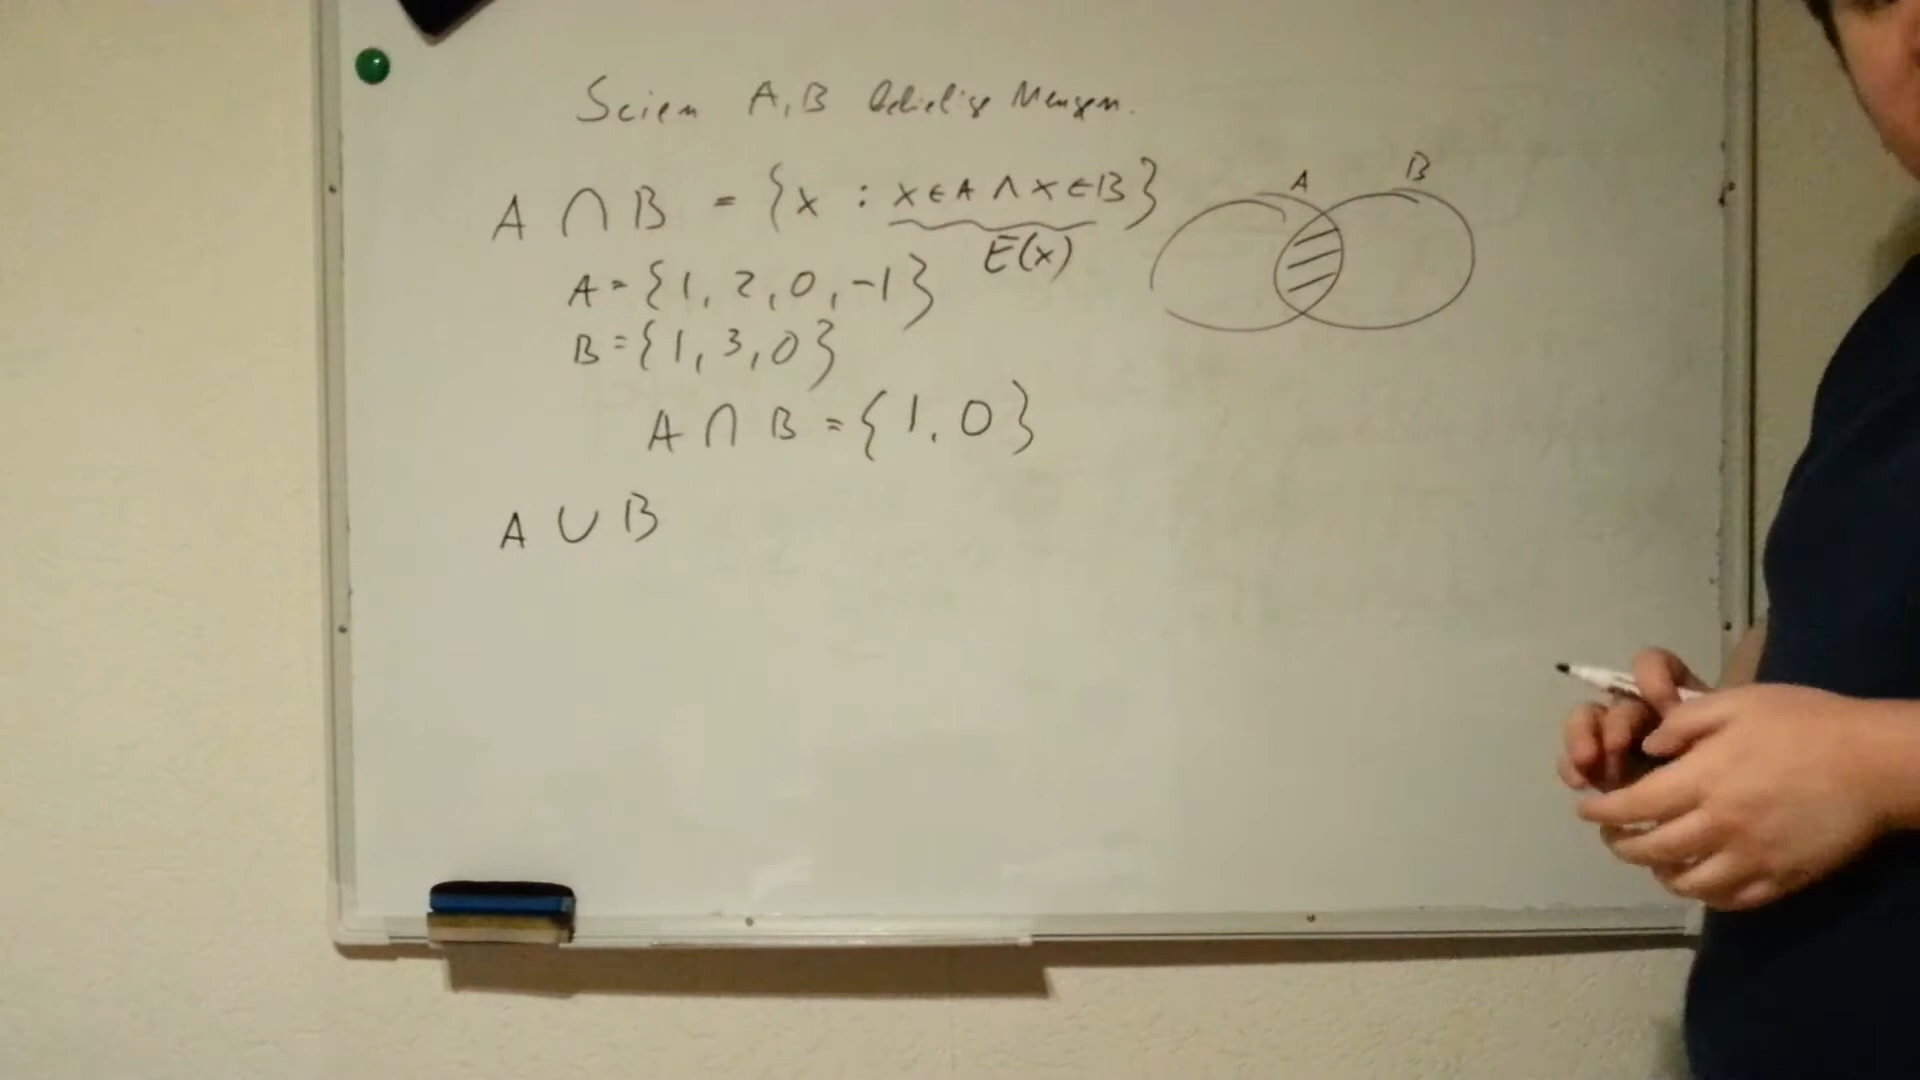 Seien A, B beliebige Mengen.
A ∩ B = {x : x ∈ A ∧ x ∈ B}
E(x)
A B
A = {1, 2, 0, -1}
B = {1, 3, 0}
A ∩ B = {1, 0}
A ∪ B